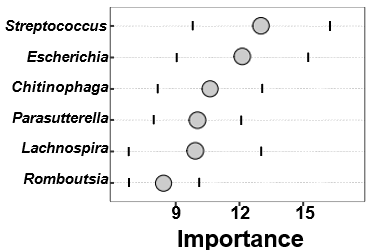 Streptococcus
Escherichia
Chitinophaga
Parasutterella
Lachnospira
Romboutsia
9 12 15
Importance